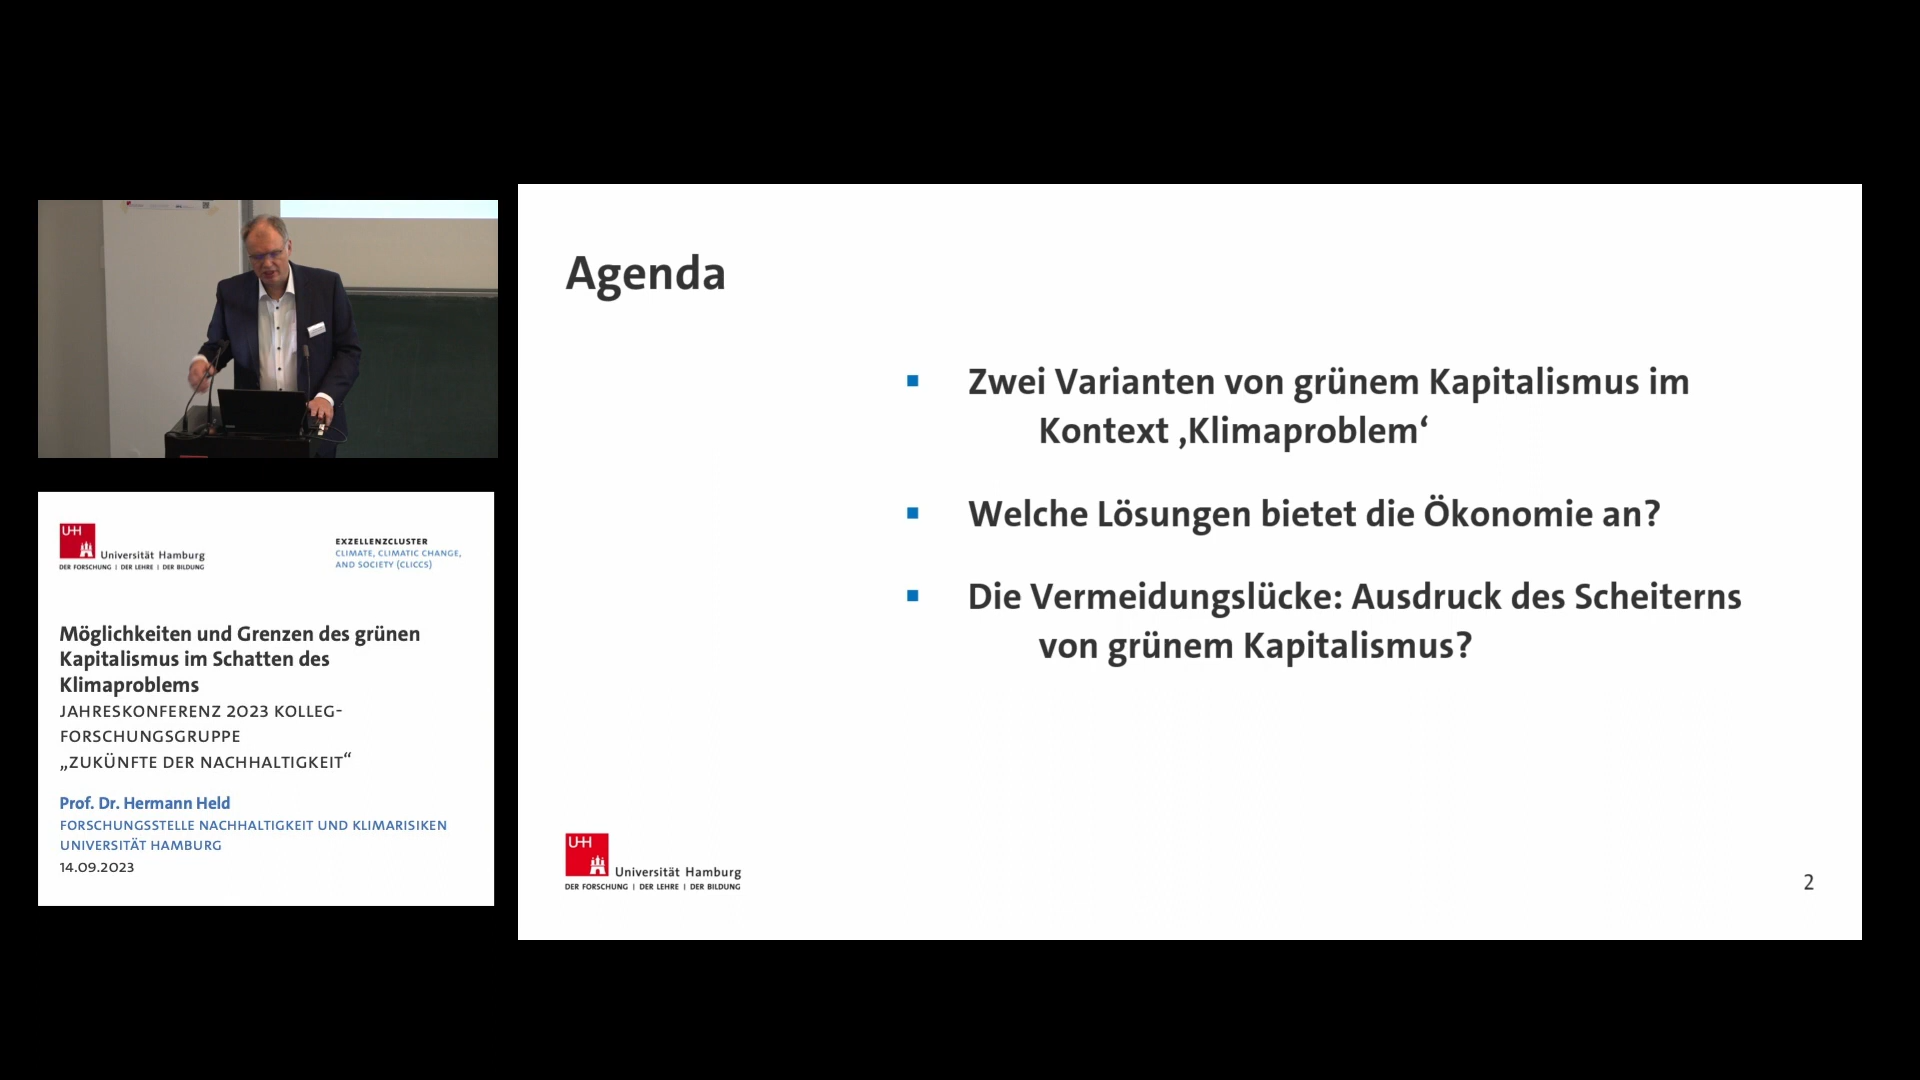 UHH
Universität Hamburg
DER FORSCHUNG | DER LEHRE | DER BILDUNG
EXZELLENZCLUSTER
CLIMATE, CLIMATIC CHANGE,
AND SOCIETY (CLICCS)
Möglichkeiten und Grenzen des grünen
Kapitalismus im Schatten des
Klimaproblems
JAHRESKONFERENZ 2023 KOLLEG-
FORSCHUNGSGRUPPE
„ZUKÜNFTE DER NACHHALTIGKEIT“
Prof. Dr. Hermann Held
FORSCHUNGSSTELLE NACHHALTIGKEIT UND KLIMARISIKEN
UNIVERSITÄT HAMBURG
14.09.2023
Agenda
▪ Zwei Varianten von grünem Kapitalismus im
Kontext ‚Klimaproblem‘
▪ Welche Lösungen bietet die Ökonomie an?
▪ Die Vermeidungslücke: Ausdruck des Scheiterns
von grünem Kapitalismus?
UHH
Universität Hamburg
DER FORSCHUNG | DER LEHRE | DER BILDUNG
2